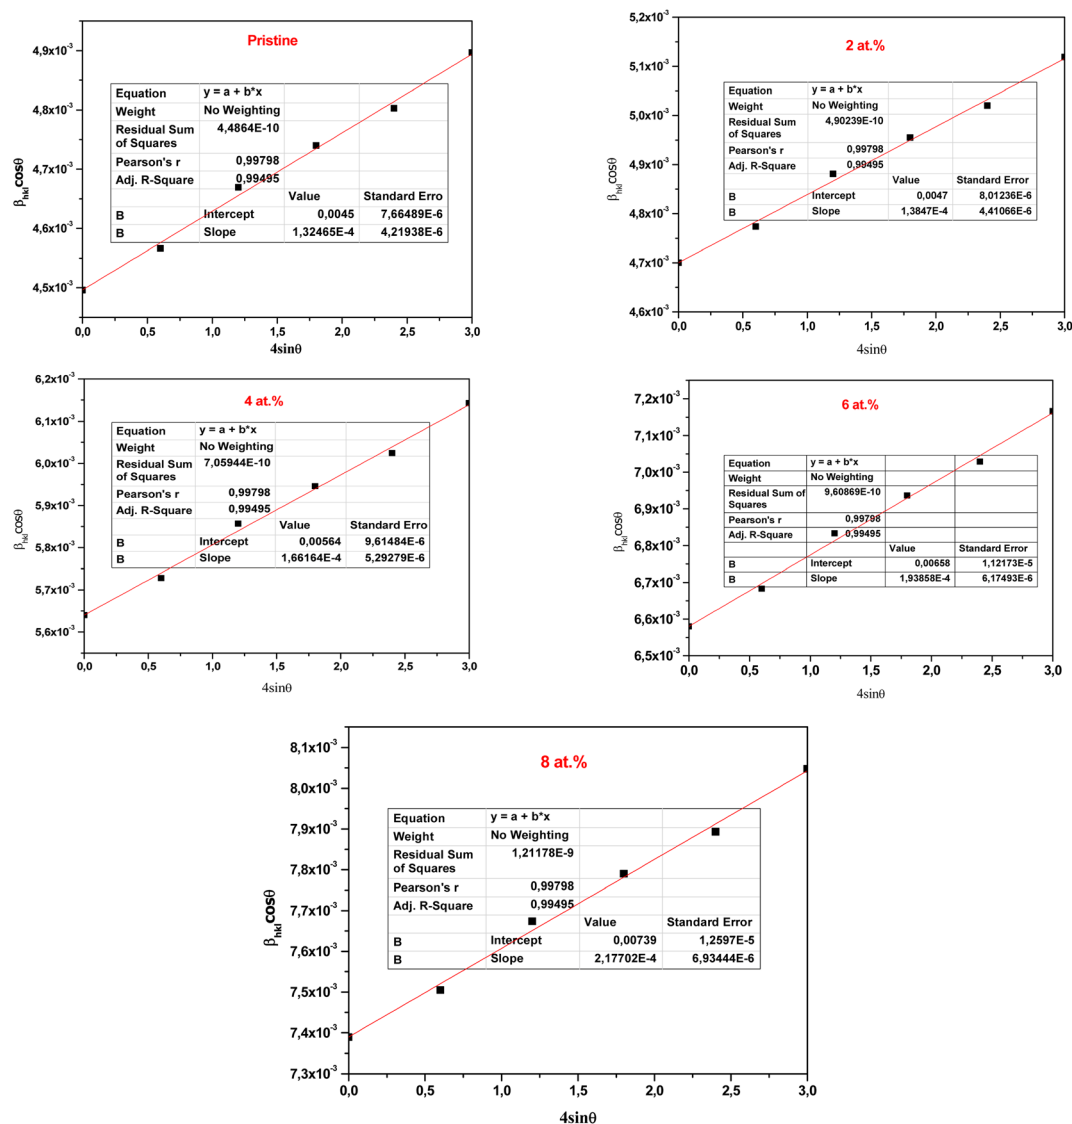 Pristine
4,9x10⁻³
4,8x10⁻³
4,7x10⁻³
4,6x10⁻³
4,5x10⁻³
βhklcosθ
Equation y = a + b*x
Weight No Weighting
Residual Sum of Squares 4,4864E-10
Pearson's r 0,99798
Adj. R-Square 0,99495
Value Standard Erro
B Intercept 0,0045 7,66489E-6
B Slope 1,32465E-4 4,21938E-6
0,0 0,5 1,0 1,5 2,0 2,5 3,0
4sinθ
2 at.%
5,2x10⁻³
5,1x10⁻³
5,0x10⁻³
4,9x10⁻³
4,8x10⁻³
4,7x10⁻³
4,6x10⁻³
βhklcosθ
Equation y = a + b*x
Weight No Weighting
Residual Sum of Squares 4,90239E-10
Pearson's r 0,99798
Adj. R-Square 0,99495
Value Standard Error
B Intercept 0,0047 8,01236E-6
B Slope 1,3847E-4 4,41066E-6
0,0 0,5 1,0 1,5 2,0 2,5 3,0
4sinθ
4 at.%
6,2x10⁻³
6,1x10⁻³
6,0x10⁻³
5,9x10⁻³
5,8x10⁻³
5,7x10⁻³
5,6x10⁻³
βhklcosθ
Equation y = a + b*x
Weight No Weighting
Residual Sum of Squares 7,05944E-10
Pearson's r 0,99798
Adj. R-Square 0,99495
Value Standard Erro
B Intercept 0,00564 9,61484E-6
B Slope 1,66164E-4 5,29279E-6
0,0 0,5 1,0 1,5 2,0 2,5 3,0
4sinθ
6 at.%
7,2x10⁻³
7,1x10⁻³
7,0x10⁻³
6,9x10⁻³
6,8x10⁻³
6,7x10⁻³
6,6x10⁻³
6,5x10⁻³
βhklcosθ
Equation y = a + b*x
Weight No Weighting
Residual Sum of Squares 9,60869E-10
Pearson's r 0,99798
Adj. R-Square 0,99495
Value Standard Error
B Intercept 0,00658 1,12173E-5
B Slope 1,93858E-4 6,17493E-6
0,0 0,5 1,0 1,5 2,0 2,5 3,0
4sinθ
8 at.%
8,1x10⁻³
8,0x10⁻³
7,9x10⁻³
7,8x10⁻³
7,7x10⁻³
7,6x10⁻³
7,5x10⁻³
7,4x10⁻³
7,3x10⁻³
βhklcosθ
Equation y = a + b*x
Weight No Weighting
Residual Sum of Squares 1,21178E-9
Pearson's r 0,99798
Adj. R-Square 0,99495
Value Standard Error
B Intercept 0,00739 1,2597E-5
B Slope 2,17702E-4 6,93444E-6
0,0 0,5 1,0 1,5 2,0 2,5 3,0
4sinθ